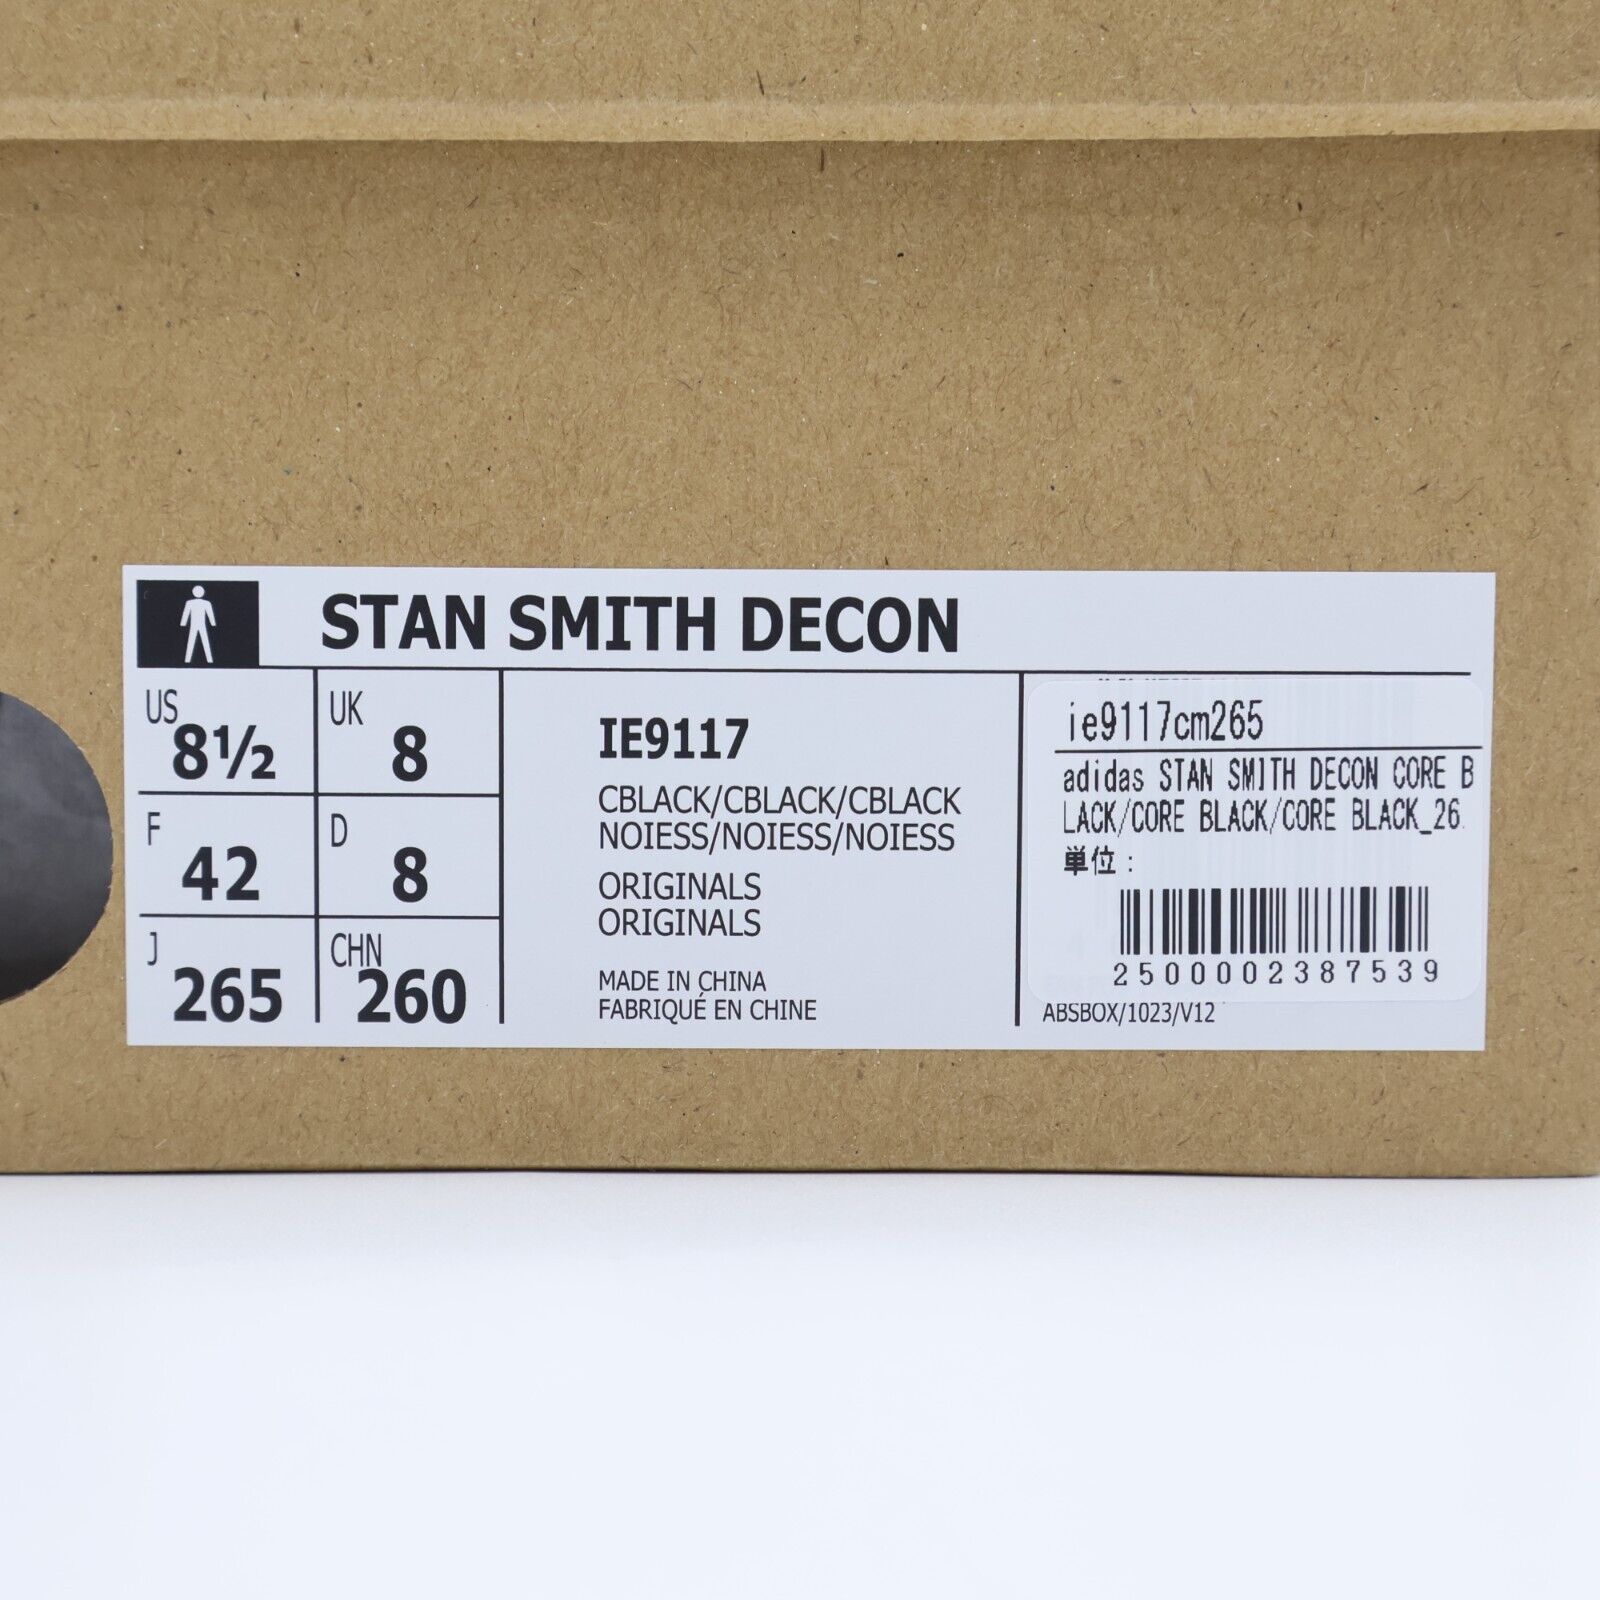 STAN SMITH DECON
US
8½
UK
8
F
42
D
8
J
265
CHN
260
IE9117
CBLACK/CBLACK/CBLACK
NOIESS/NOIESS/NOIESS
ORIGINALS
ORIGINALS
MADE IN CHINA
FABRIQUÉ EN CHINE
ie9117cm265
adidas STAN SMITH DECON CORE B
LACK/CORE BLACK/CORE BLACK_26.
単位:
2500002387539
ABSBOX/1023/V12